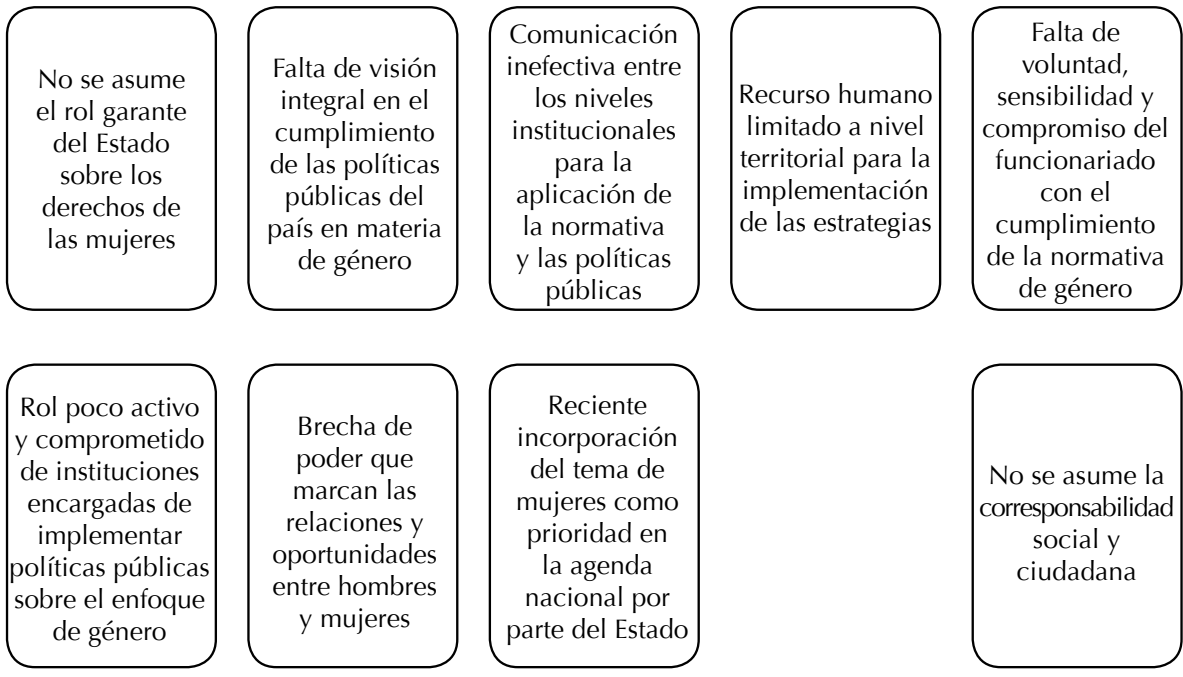 No se asume
el rol garante
del Estado
sobre los
derechos de
las mujeres
Falta de visión
integral en el
cumplimiento
de las políticas
públicas del
país en materia
de género
Comunicación
inefectiva entre
los niveles
institucionales
para la
aplicación de
la normativa
y las políticas
públicas
Recurso humano
limitado a nivel
territorial para la
implementación
de las estrategias
Falta de
voluntad,
sensibilidad y
compromiso del
funcionariado
con el
cumplimiento
de la normativa
de género
Rol poco activo
y comprometido
de instituciones
encargadas de
implementar
políticas públicas
sobre el enfoque
de género
Brecha de
poder que
marcan las
relaciones y
oportunidades
entre hombres
y mujeres
Reciente
incorporación
del tema de
mujeres como
prioridad en
la agenda
nacional por
parte del Estado
No se asume la
corresponsabilidad
social y
ciudadana